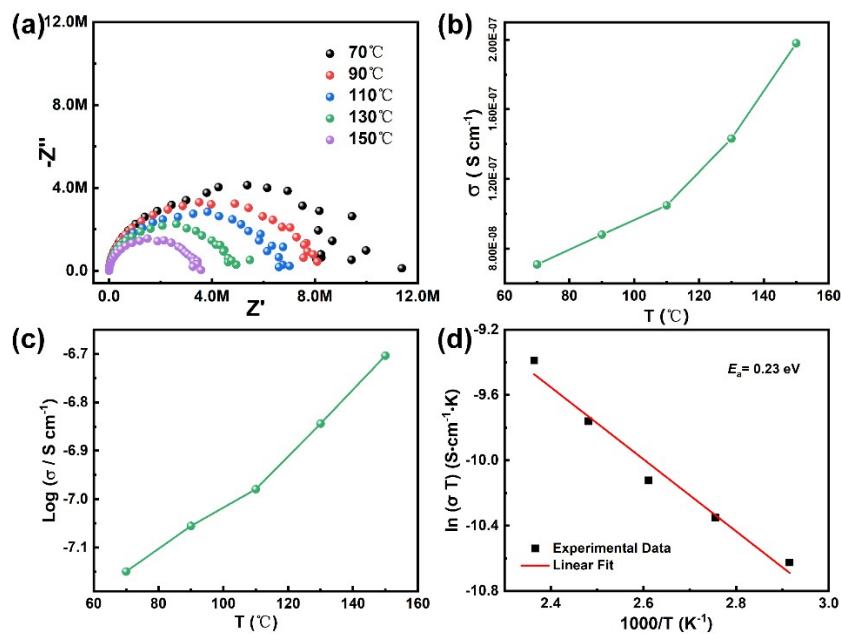 (a)
12.0M
8.0M
4.0M
0.0
-Z''
70℃
90℃
110℃
130℃
150℃
0.0 4.0M 8.0M 12.0M
Z'
(b)
2.00E-07
1.60E-07
1.20E-07
8.00E-08
σ ( S cm⁻¹)
60 80 100 120 140 160
T (℃)
(c)
-6.7
-6.8
-6.9
-7.0
-7.1
Log (σ / S cm⁻¹)
60 80 100 120 140 160
T (℃)
(d)
-9.2
-9.6
-10.0
-10.4
-10.8
ln (σ T) (S·cm⁻¹·K)
Eₐ= 0.23 eV
Experimental Data
Linear Fit
2.4 2.6 2.8 3.0
1000/T (K⁻¹)